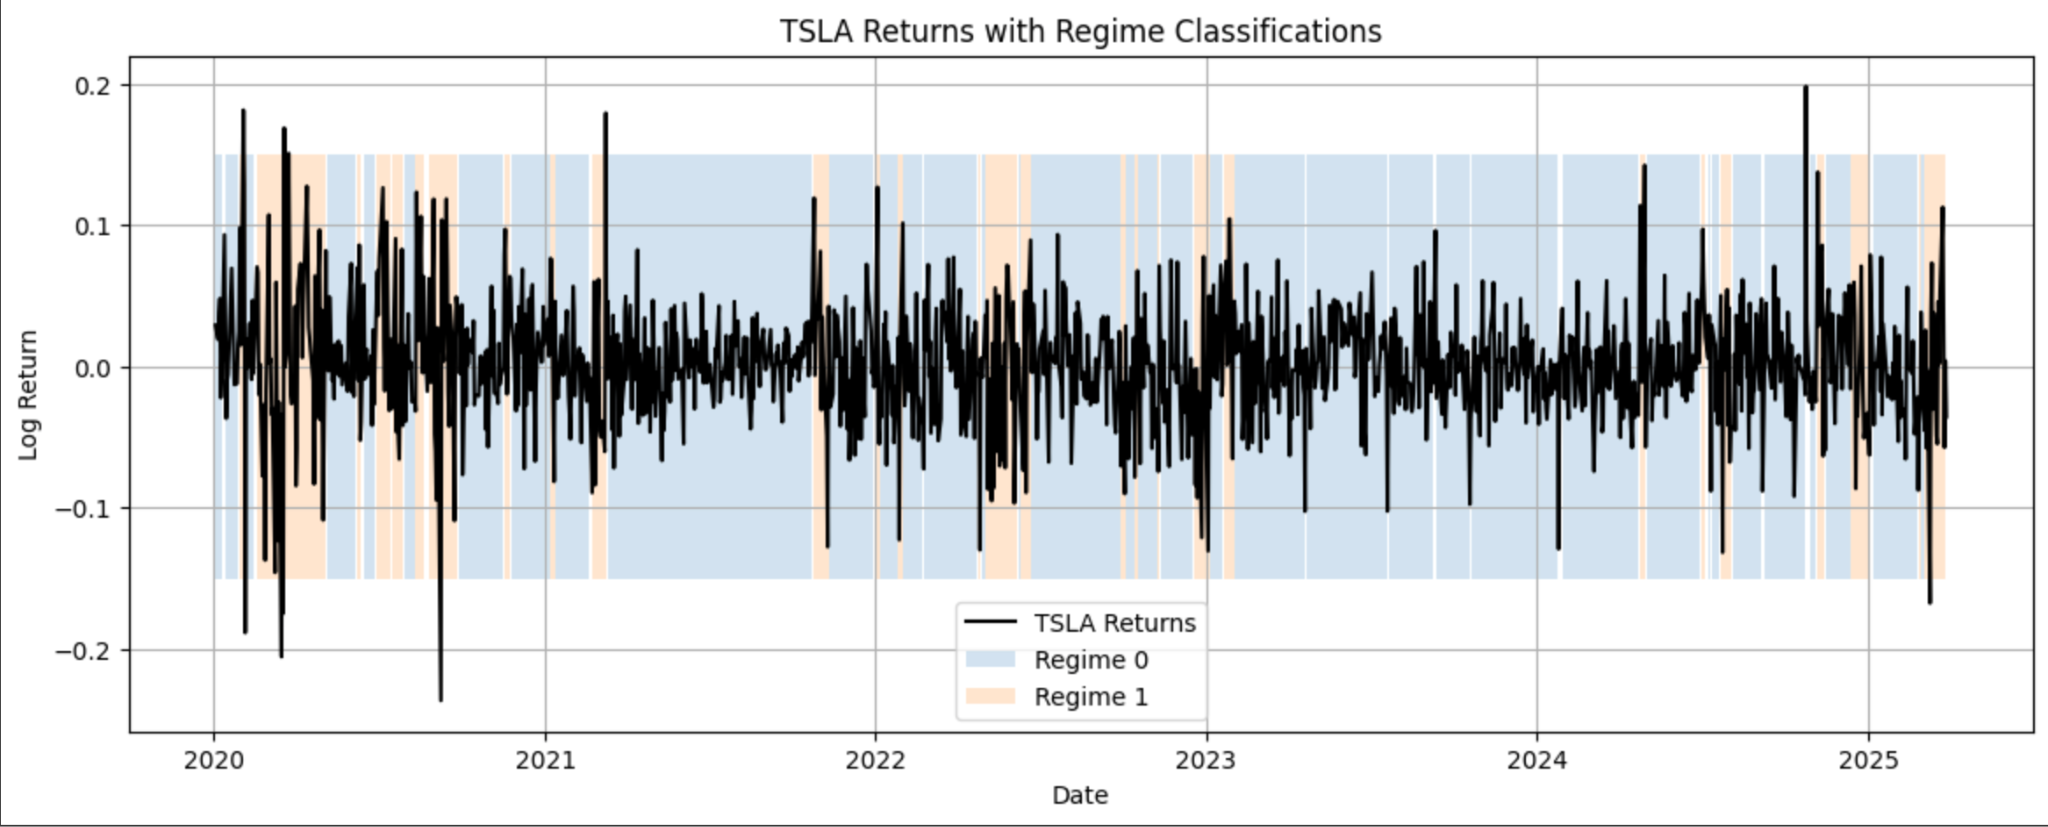 TSLA Returns with Regime Classifications
Log Return
0.2
0.1
0.0
−0.1
−0.2
TSLA Returns
Regime 0
Regime 1
2020 2021 2022 2023 2024 2025
Date